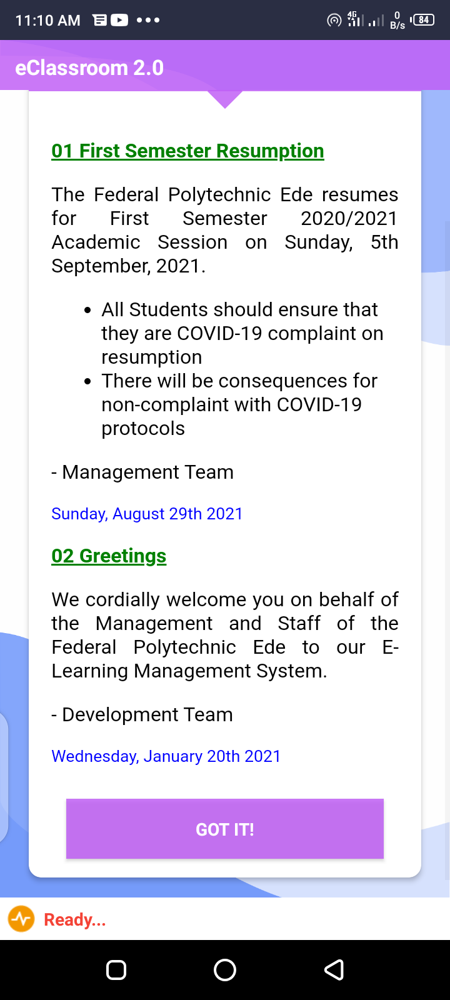 11:10 AM
4G
0
B/s
84
eClassroom 2.0
01 First Semester Resumption
The Federal Polytechnic Ede resumes
for First Semester 2020/2021
Academic Session on Sunday, 5th
September, 2021.
• All Students should ensure that
they are COVID-19 complaint on
resumption
• There will be consequences for
non-complaint with COVID-19
protocols
- Management Team
Sunday, August 29th 2021
02 Greetings
We cordially welcome you on behalf of
the Management and Staff of the
Federal Polytechnic Ede to our E-
Learning Management System.
- Development Team
Wednesday, January 20th 2021
GOT IT!
Ready...